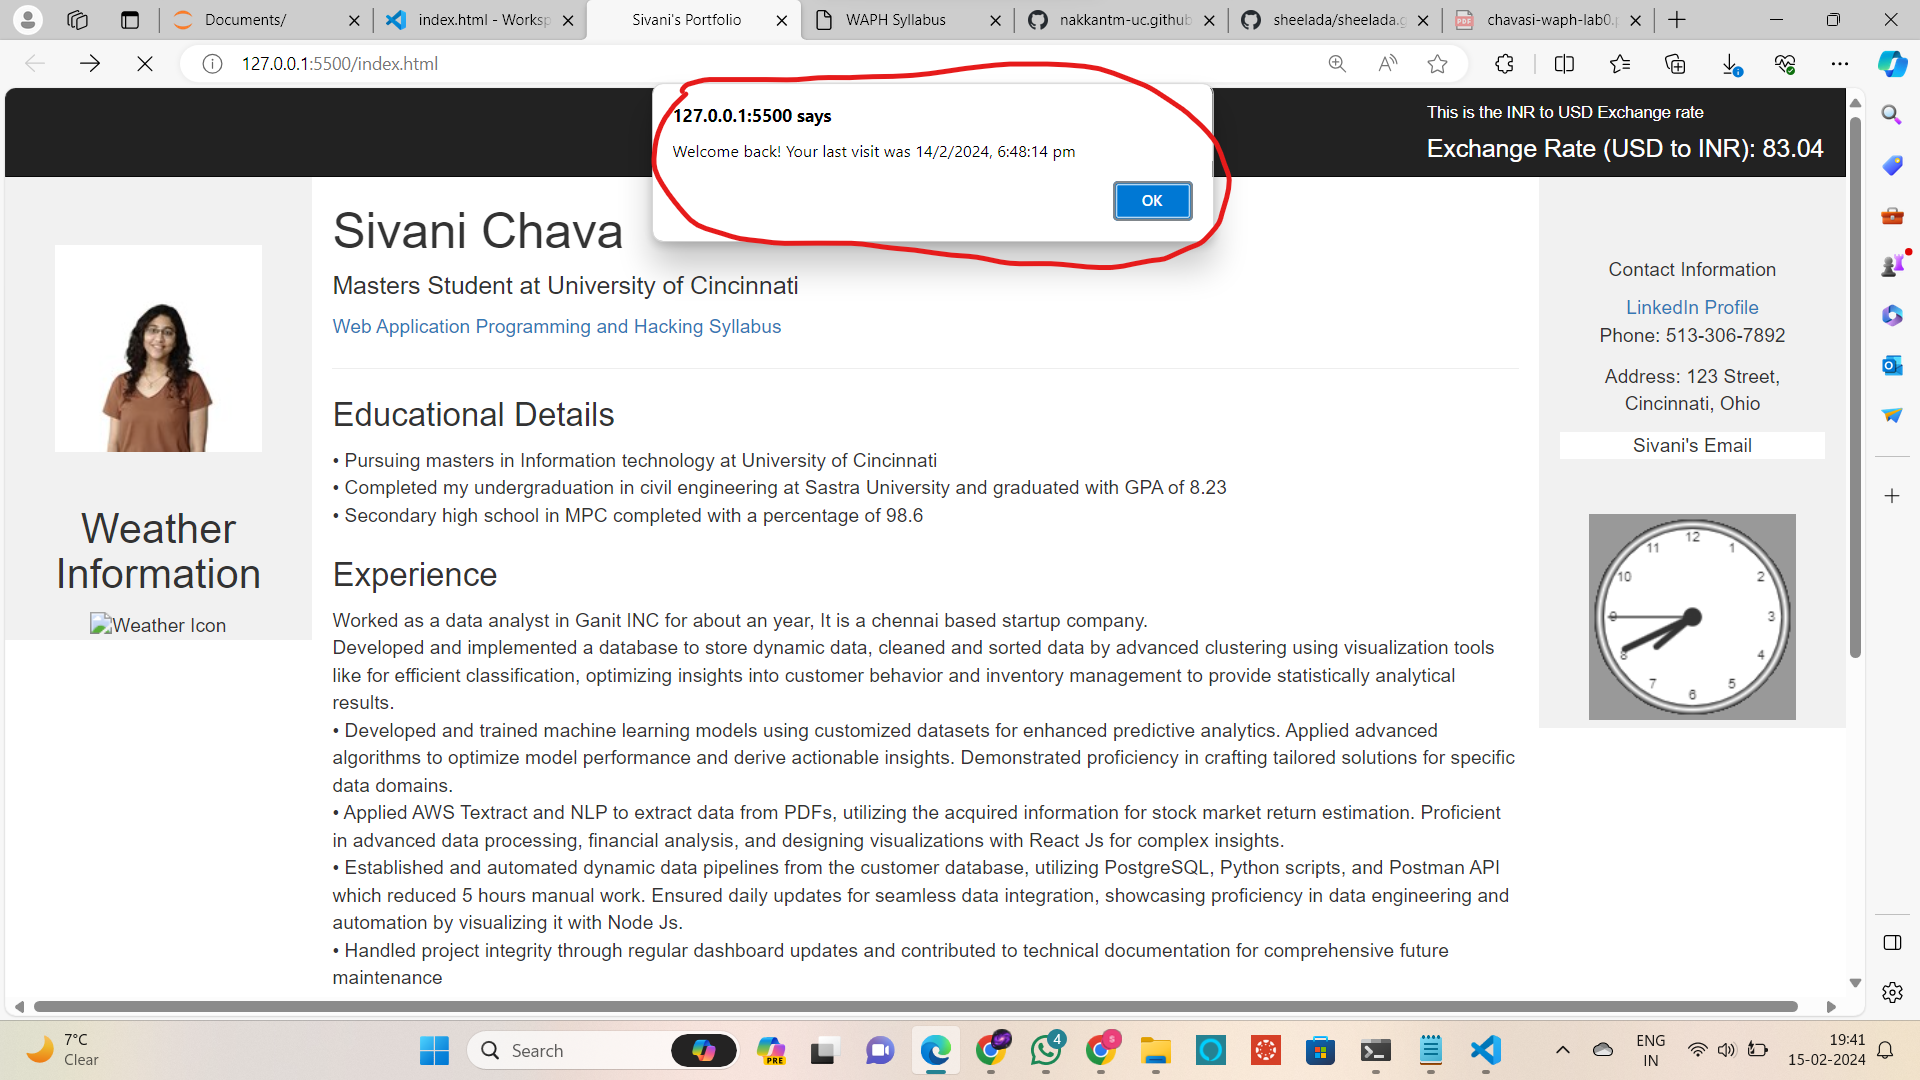 Documents/
index.html - Worksp
Sivani's Portfolio
WAPH Syllabus
nakkantm-uc.github
sheelada/sheelada.g
chavasi-waph-lab0.p
127.0.0.1:5500/index.html
127.0.0.1:5500 says
Welcome back! Your last visit was 14/2/2024, 6:48:14 pm
OK
This is the INR to USD Exchange rate
Exchange Rate (USD to INR): 83.04
Weather
Information
Weather Icon
Sivani Chava
Masters Student at University of Cincinnati
Web Application Programming and Hacking Syllabus
Educational Details
• Pursuing masters in Information technology at University of Cincinnati
• Completed my undergraduation in civil engineering at Sastra University and graduated with GPA of 8.23
• Secondary high school in MPC completed with a percentage of 98.6
Experience
Worked as a data analyst in Ganit INC for about an year, It is a chennai based startup company.
Developed and implemented a database to store dynamic data, cleaned and sorted data by advanced clustering using visualization tools
like for efficient classification, optimizing insights into customer behavior and inventory management to provide statistically analytical
results.
• Developed and trained machine learning models using customized datasets for enhanced predictive analytics. Applied advanced
algorithms to optimize model performance and derive actionable insights. Demonstrated proficiency in crafting tailored solutions for specific
data domains.
• Applied AWS Textract and NLP to extract data from PDFs, utilizing the acquired information for stock market return estimation. Proficient
in advanced data processing, financial analysis, and designing visualizations with React Js for complex insights.
• Established and automated dynamic data pipelines from the customer database, utilizing PostgreSQL, Python scripts, and Postman API
which reduced 5 hours manual work. Ensured daily updates for seamless data integration, showcasing proficiency in data engineering and
automation by visualizing it with Node Js.
• Handled project integrity through regular dashboard updates and contributed to technical documentation for comprehensive future
maintenance
Contact Information
LinkedIn Profile
Phone: 513-306-7892
Address: 123 Street,
Cincinnati, Ohio
Sivani's Email
12
11 1
10 2
9 3
8 4
7 5
6
7°C
Clear
Search
PRE
4
S
ENG
IN
19:41
15-02-2024